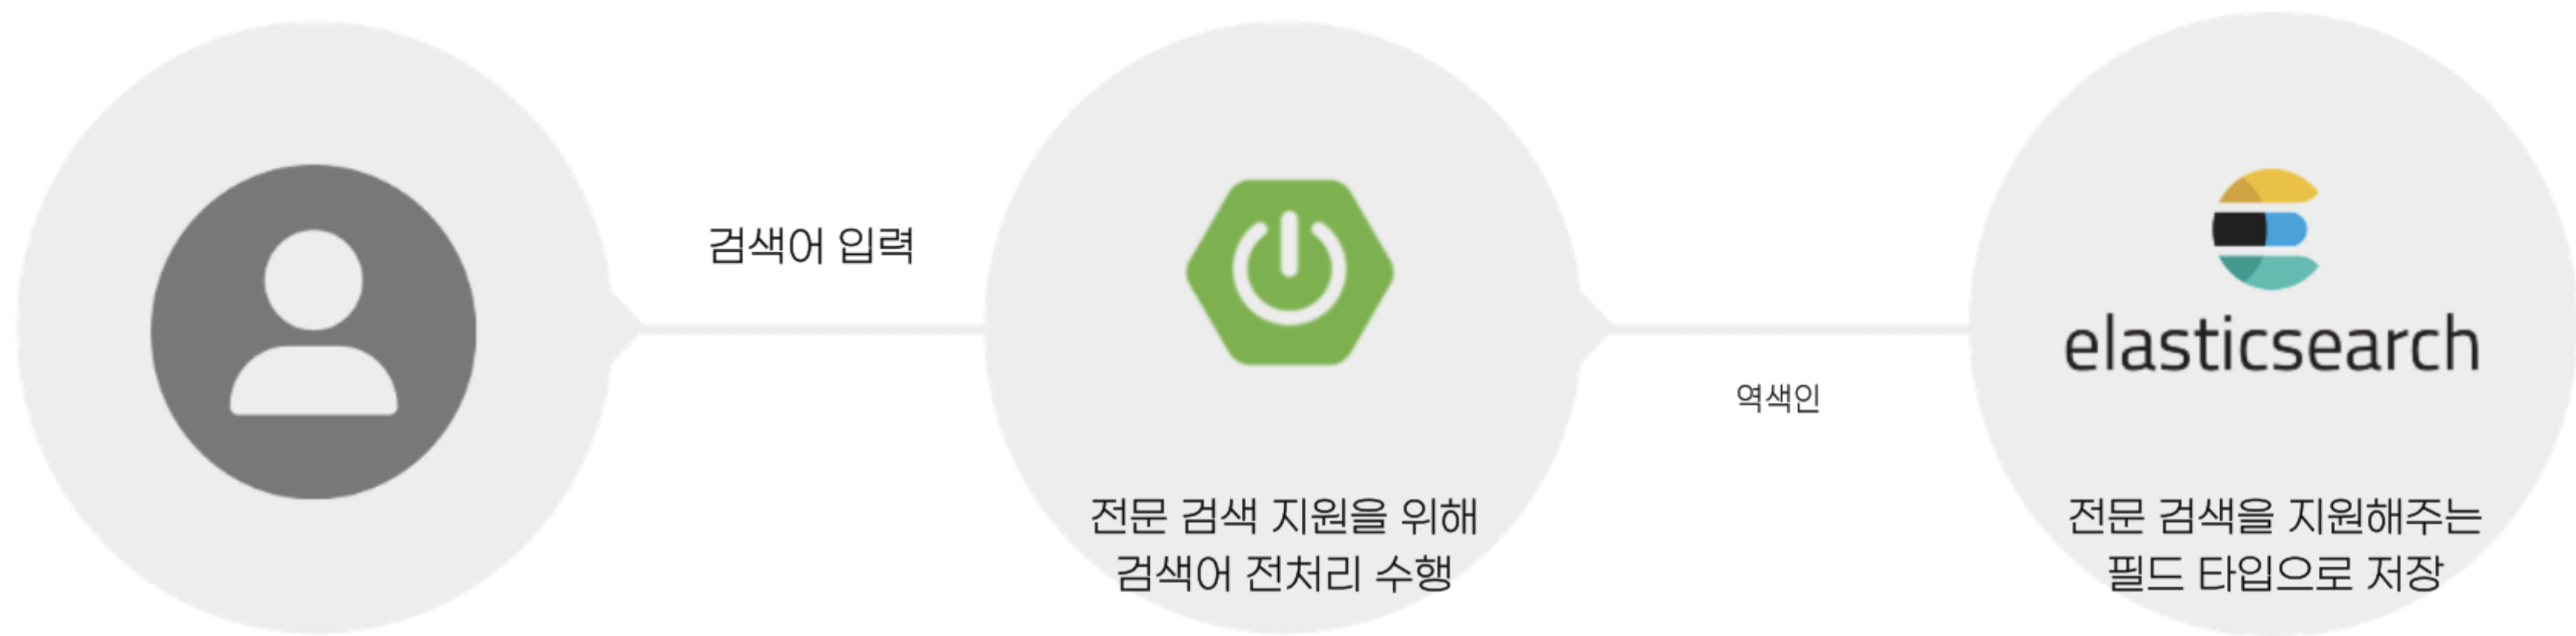 검색어 입력
전문 검색 지원을 위해
검색어 전처리 수행
역색인
elasticsearch
전문 검색을 지원해주는
필드 타입으로 저장